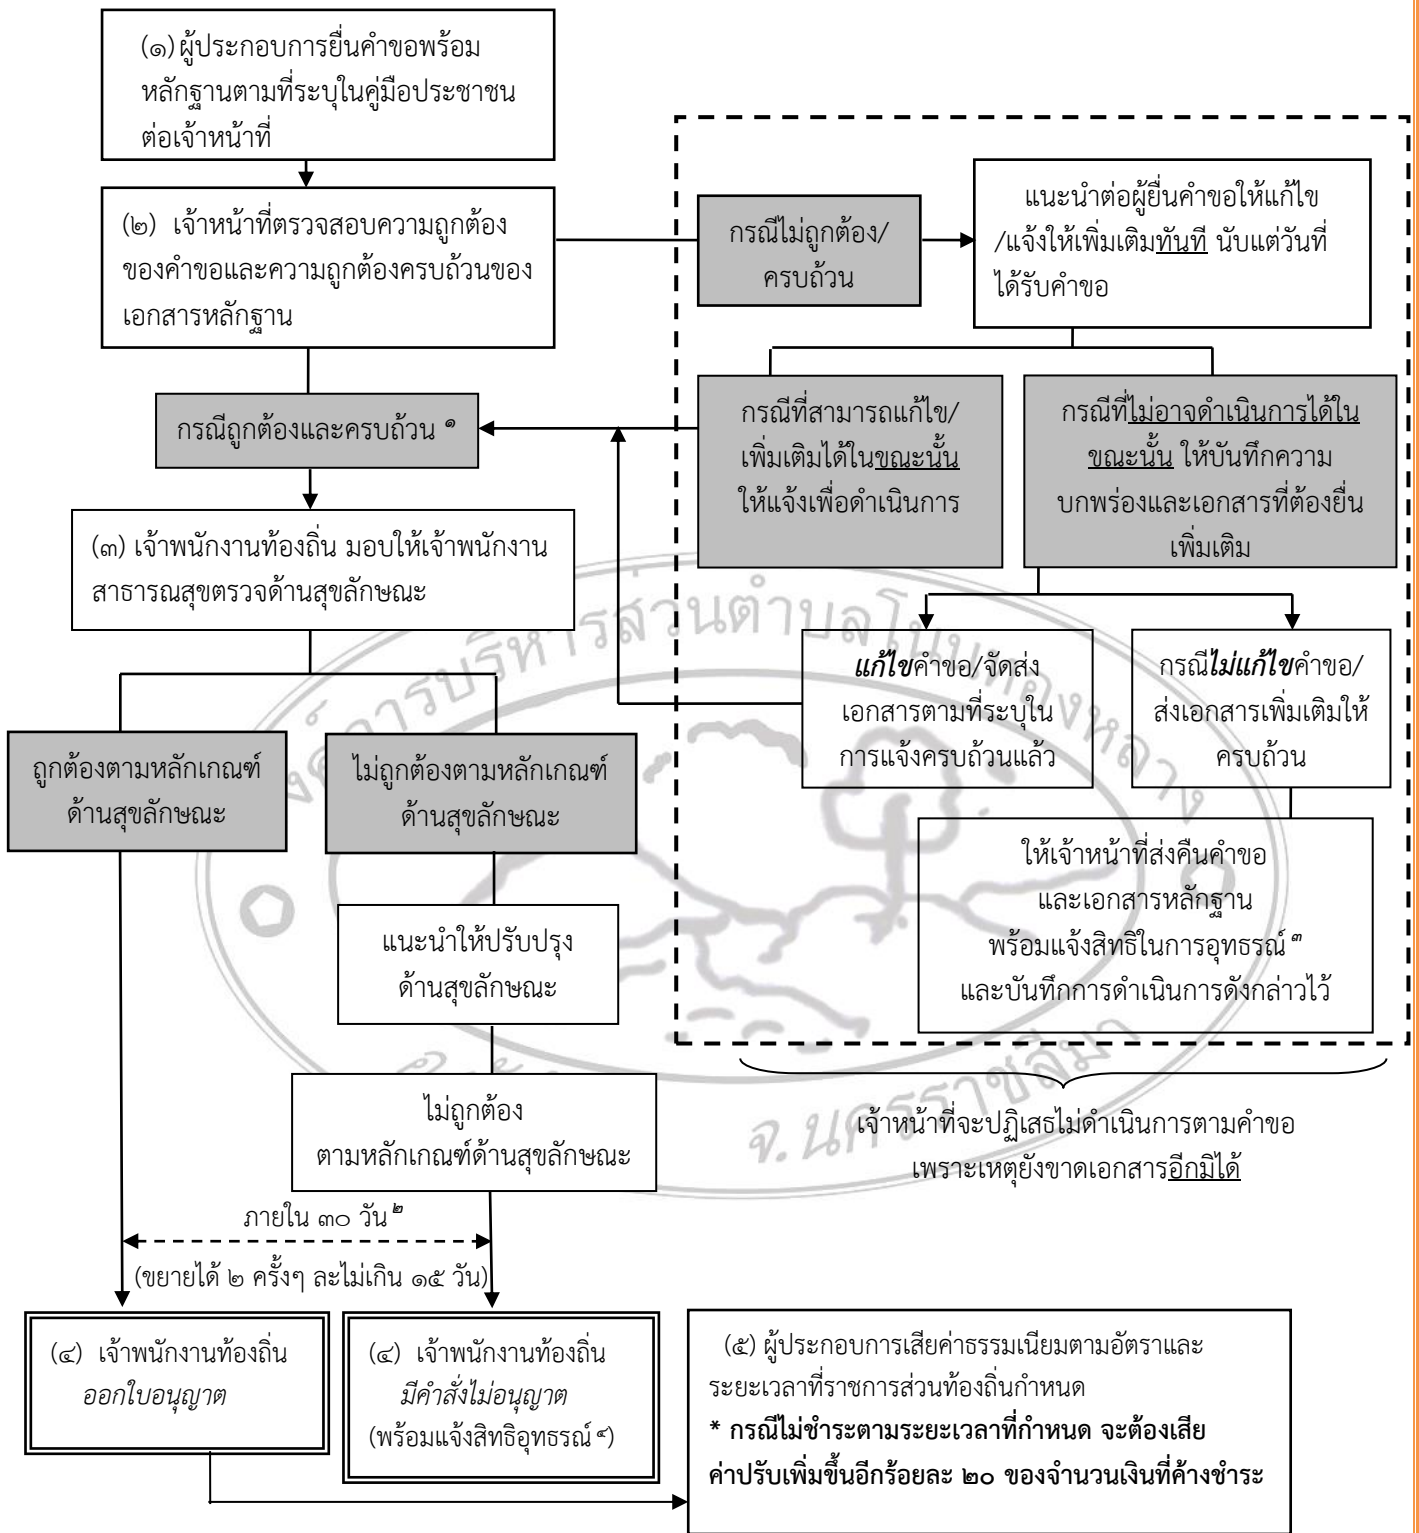 (๑) ผู้ประกอบการยื่นคำขอพร้อม
หลักฐานตามที่ระบุในคู่มือประชาชน
ต่อเจ้าหน้าที่
(๒) เจ้าหน้าที่ตรวจสอบความถูกต้อง
ของคำขอและความถูกต้องครบถ้วนของ
เอกสารหลักฐาน
กรณีไม่ถูกต้อง/
ครบถ้วน
แนะนำต่อผู้ยื่นคำขอให้แก้ไข
/แจ้งให้เพิ่มเติมทันที นับแต่วันที่
ได้รับคำขอ
กรณีถูกต้องและครบถ้วน ๑
กรณีที่สามารถแก้ไข/
เพิ่มเติมได้ในขณะนั้น
ให้แจ้งเพื่อดำเนินการ
กรณีที่ไม่อาจดำเนินการได้ใน
ขณะนั้น ให้บันทึกความ
บกพร่องและเอกสารที่ต้องยื่น
เพิ่มเติม
(๓) เจ้าพนักงานท้องถิ่น มอบให้เจ้าพนักงาน
สาธารณสุขตรวจด้านสุขลักษณะ
แก้ไขคำขอ/จัดส่ง
เอกสารตามที่ระบุใน
การแจ้งครบถ้วนแล้ว
กรณีไม่แก้ไขคำขอ/
ส่งเอกสารเพิ่มเติมให้
ครบถ้วน
ถูกต้องตามหลักเกณฑ์
ด้านสุขลักษณะ
ไม่ถูกต้องตามหลักเกณฑ์
ด้านสุขลักษณะ
ให้เจ้าหน้าที่ส่งคืนคำขอ
และเอกสารหลักฐาน
พร้อมแจ้งสิทธิในการอุทธรณ์ ๓
และบันทึกการดำเนินการดังกล่าวไว้
แนะนำให้ปรับปรุง
ด้านสุขลักษณะ
ไม่ถูกต้อง
ตามหลักเกณฑ์ด้านสุขลักษณะ
เจ้าหน้าที่จะปฏิเสธไม่ดำเนินการตามคำขอ
เพราะเหตุยังขาดเอกสารอีกมิได้
ภายใน ๓๐ วัน ๒
(ขยายได้ ๒ ครั้งๆ ละไม่เกิน ๑๕ วัน)
(๔) เจ้าพนักงานท้องถิ่น
ออกใบอนุญาต
(๔) เจ้าพนักงานท้องถิ่น
มีคำสั่งไม่อนุญาต
(พร้อมแจ้งสิทธิอุทธรณ์ ๔)
(๕) ผู้ประกอบการเสียค่าธรรมเนียมตามอัตราและ
ระยะเวลาที่ราชการส่วนท้องถิ่นกำหนด
* กรณีไม่ชำระตามระยะเวลาที่กำหนด จะต้องเสีย
ค่าปรับเพิ่มขึ้นอีกร้อยละ ๒๐ ของจำนวนเงินที่ค้างชำระ
จ.นครราชสีมา